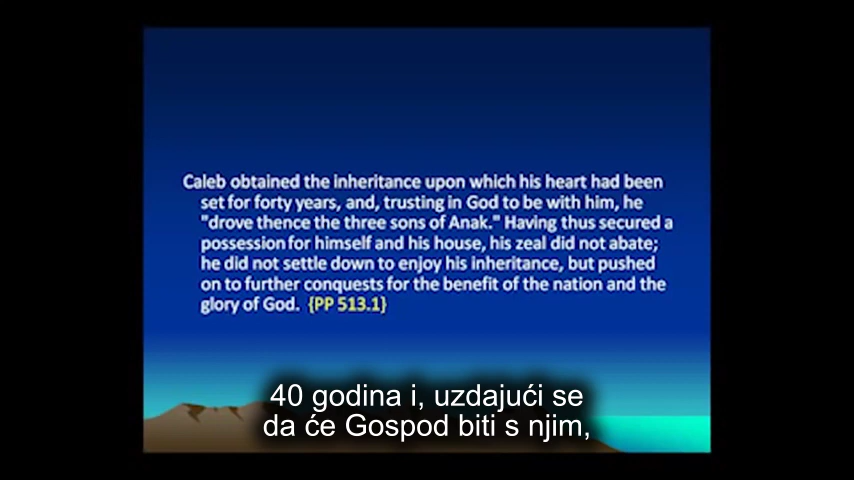 Caleb obtained the inheritance upon which his heart had been
set for forty years, and, trusting in God to be with him, he
"drove thence the three sons of Anak." Having thus secured a
possession for himself and his house, his zeal did not abate;
he did not settle down to enjoy his inheritance, but pushed
on to further conquests for the benefit of the nation and the
glory of God. {PP 513.1}
40 godina i, uzdajući se
da će Gospod biti s njim,